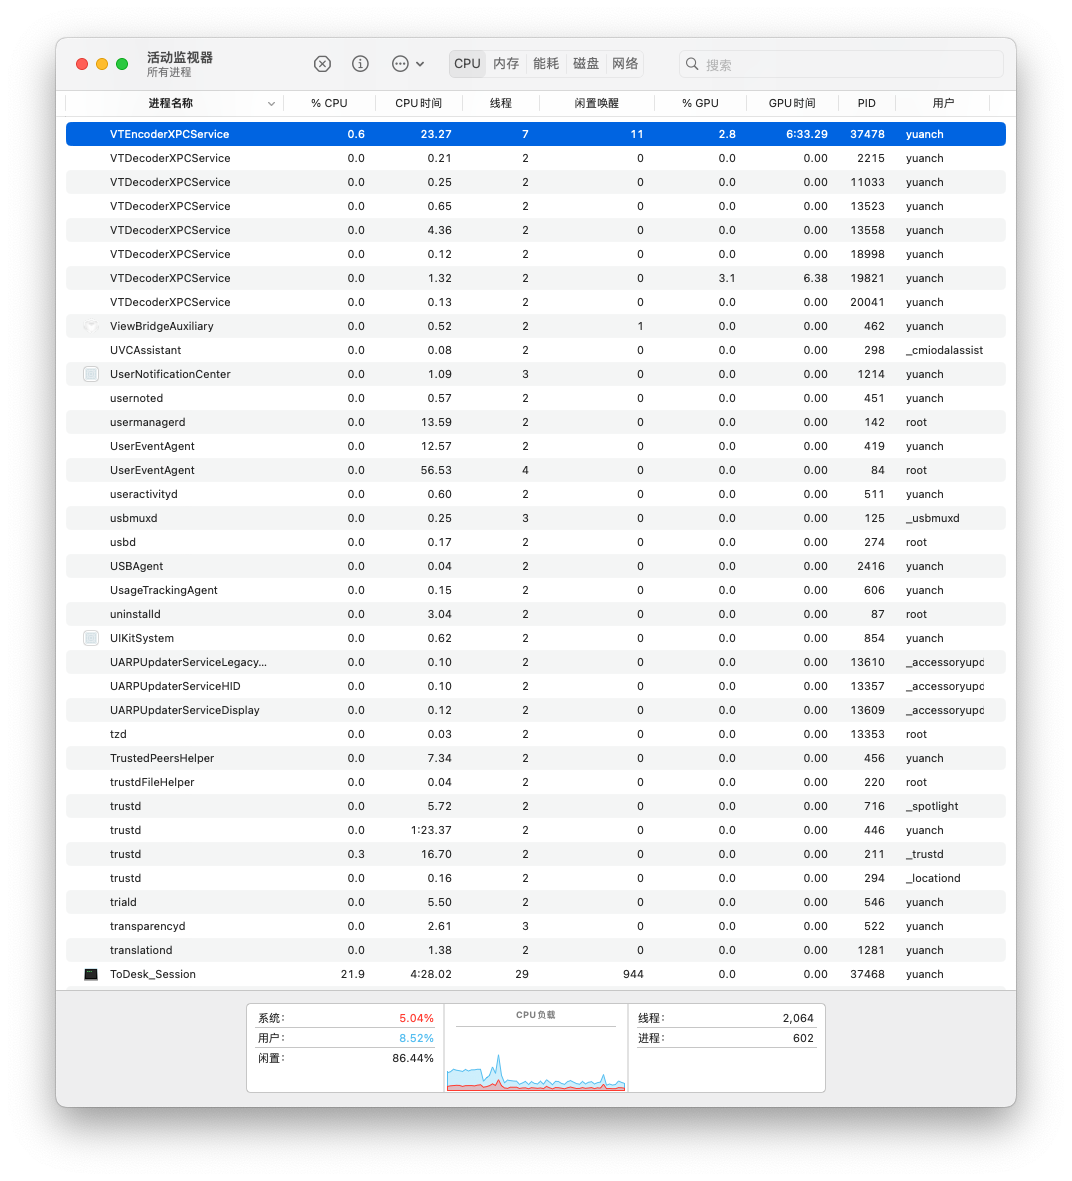 活动监视器
所有进程
CPU 内存 能耗 磁盘 网络
搜索
进程名称 % CPU CPU 时间 线程 闲置唤醒 % GPU GPU 时间 PID 用户
VTEncoderXPCService 0.6 23.27 7 11 2.8 6:33.29 37478 yuanch
VTDecoderXPCService 0.0 0.21 2 0 0.0 0.00 2215 yuanch
VTDecoderXPCService 0.0 0.25 2 0 0.0 0.00 11033 yuanch
VTDecoderXPCService 0.0 0.65 2 0 0.0 0.00 13523 yuanch
VTDecoderXPCService 0.0 4.36 2 0 0.0 0.00 13558 yuanch
VTDecoderXPCService 0.0 0.12 2 0 0.0 0.00 18998 yuanch
VTDecoderXPCService 0.0 1.32 2 0 3.1 6.38 19821 yuanch
VTDecoderXPCService 0.0 0.13 2 0 0.0 0.00 20041 yuanch
ViewBridgeAuxiliary 0.0 0.52 2 1 0.0 0.00 462 yuanch
UVCAssistant 0.0 0.08 2 0 0.0 0.00 298 _cmiodalassist
UserNotificationCenter 0.0 1.09 3 0 0.0 0.00 1214 yuanch
usernoted 0.0 0.57 2 0 0.0 0.00 451 yuanch
usermanagerd 0.0 13.59 2 0 0.0 0.00 142 root
UserEventAgent 0.0 12.57 2 0 0.0 0.00 419 yuanch
UserEventAgent 0.0 56.53 4 0 0.0 0.00 84 root
useractivityd 0.0 0.60 2 0 0.0 0.00 511 yuanch
usbmuxd 0.0 0.25 3 0 0.0 0.00 125 _usbmuxd
usbd 0.0 0.17 2 0 0.0 0.00 274 root
USBAgent 0.0 0.04 2 0 0.0 0.00 2416 yuanch
UsageTrackingAgent 0.0 0.15 2 0 0.0 0.00 606 yuanch
uninstalld 0.0 3.04 2 0 0.0 0.00 87 root
UIKitSystem 0.0 0.62 2 0 0.0 0.00 854 yuanch
UARPUpdaterServiceLegacy... 0.0 0.10 2 0 0.0 0.00 13610 _accessoryupd
UARPUpdaterServiceHID 0.0 0.10 2 0 0.0 0.00 13357 _accessoryupd
UARPUpdaterServiceDisplay 0.0 0.12 2 0 0.0 0.00 13609 _accessoryupd
tzd 0.0 0.03 2 0 0.0 0.00 13353 root
TrustedPeersHelper 0.0 7.34 2 0 0.0 0.00 456 yuanch
trustdFileHelper 0.0 0.04 2 0 0.0 0.00 220 root
trustd 0.0 5.72 2 0 0.0 0.00 716 _spotlight
trustd 0.0 1:23.37 2 0 0.0 0.00 446 yuanch
trustd 0.3 16.70 2 0 0.0 0.00 211 _trustd
trustd 0.0 0.16 2 0 0.0 0.00 294 _locationd
triald 0.0 5.50 2 0 0.0 0.00 546 yuanch
transparencyd 0.0 2.61 3 0 0.0 0.00 522 yuanch
translationd 0.0 1.38 2 0 0.0 0.00 1281 yuanch
ToDesk_Session 21.9 4:28.02 29 944 0.0 0.00 37468 yuanch
系统: 5.04% CPU负载 线程: 2,064
用户: 8.52% 进程: 602
闲置: 86.44%